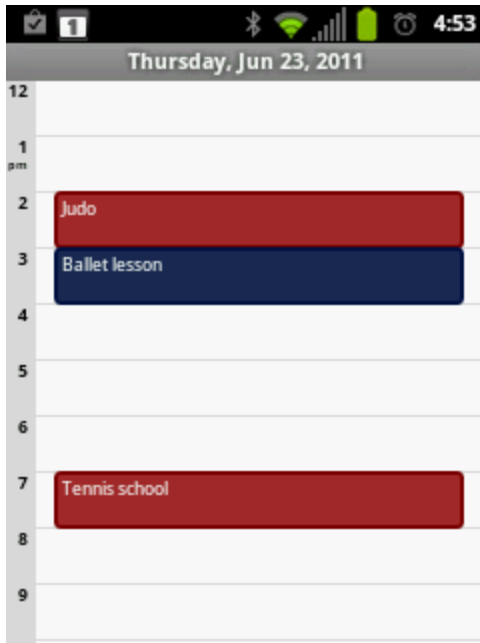 1 4:53
Thursday, Jun 23, 2011
12
1
pm
2 Judo
3 Ballet lesson
4
5
6
7 Tennis school
8
9